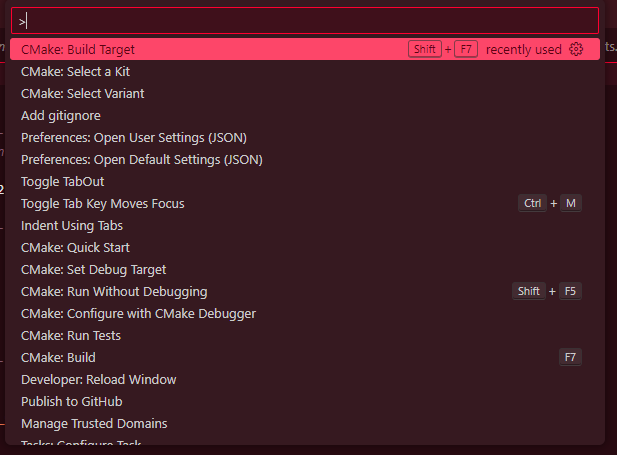 >
CMake: Build Target Shift + F7 recently used
CMake: Select a Kit
CMake: Select Variant
Add gitignore
Preferences: Open User Settings (JSON)
Preferences: Open Default Settings (JSON)
Toggle TabOut
Toggle Tab Key Moves Focus Ctrl + M
Indent Using Tabs
CMake: Quick Start
CMake: Set Debug Target
CMake: Run Without Debugging Shift + F5
CMake: Configure with CMake Debugger
CMake: Run Tests
CMake: Build F7
Developer: Reload Window
Publish to GitHub
Manage Trusted Domains
Tasks: Configure Task